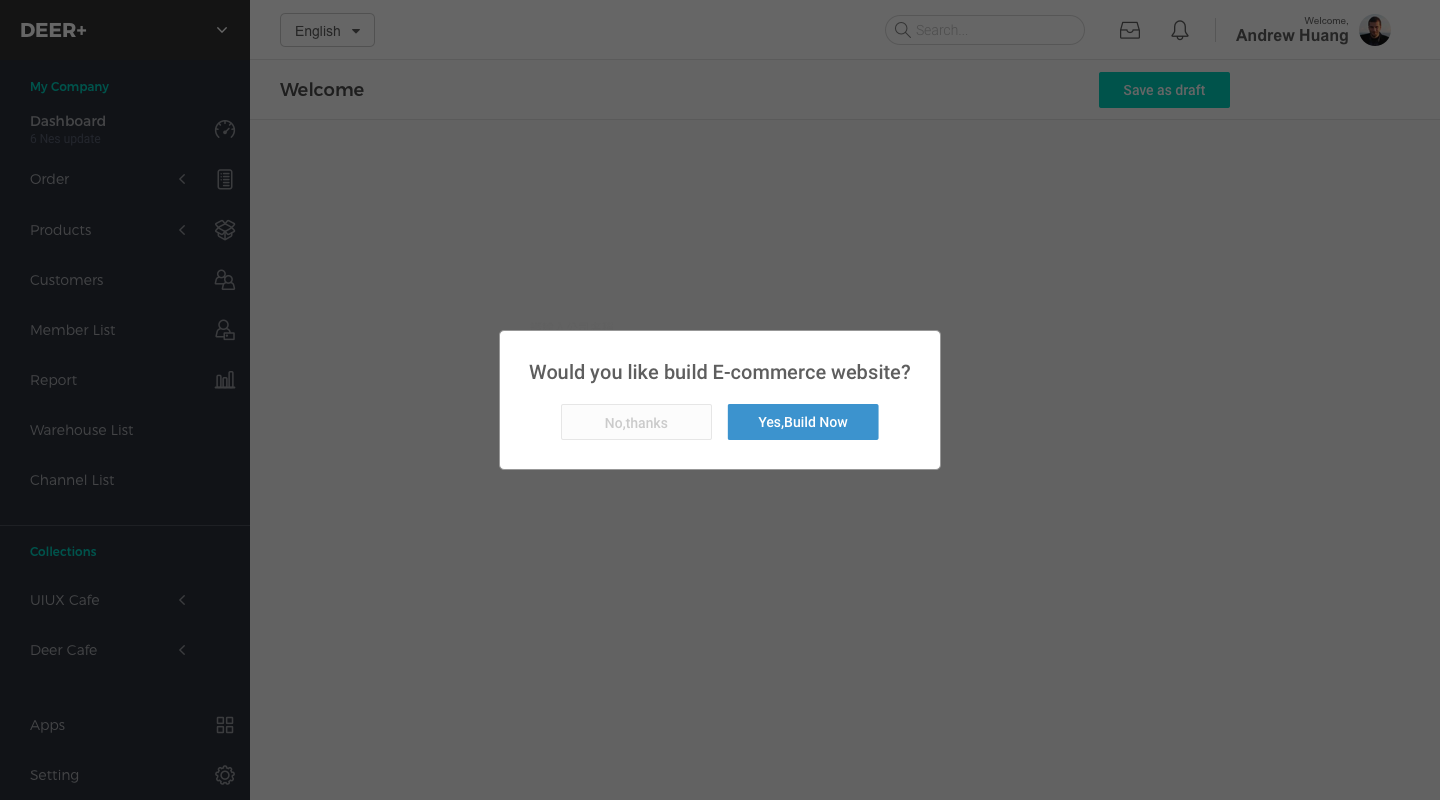 DEER+
English
Search...
Welcome,
Andrew Huang
My Company
Welcome
Save as draft
Dashboard
6 Nes update
Order
Products
Customers
Member List
Report
Warehouse List
Channel List
Would you like build E-commerce website?
No,thanks
Yes,Build Now
Collections
UIUX Cafe
Deer Cafe
Apps
Setting